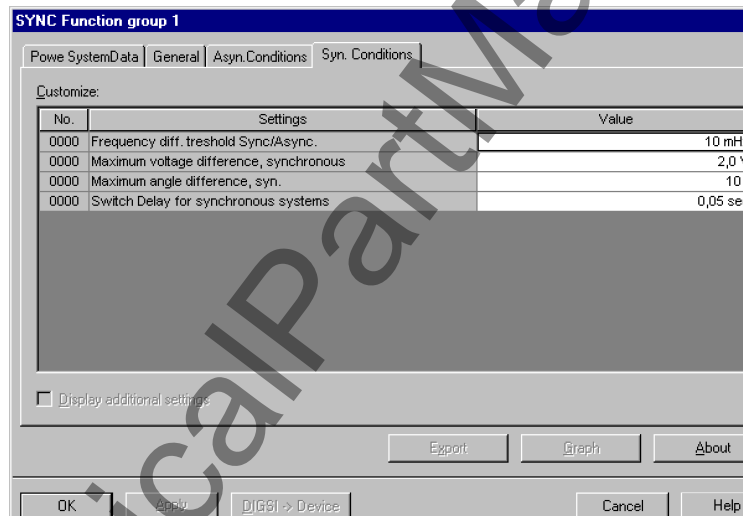 SYNC Function group 1
Powe SystemData General Asyn.Conditions Syn. Conditions
Customize:
No. Settings Value
0000 Frequency diff. treshold Sync/Async. 10 mH
0000 Maximum voltage difference, synchronous 2,0
0000 Maximum angle difference, syn. 10
0000 Switch Delay for synchronous systems 0,05 se
Display additional settings
Export Graph About
OK Apply DIGSI -> Device Cancel Help
icalPartMa